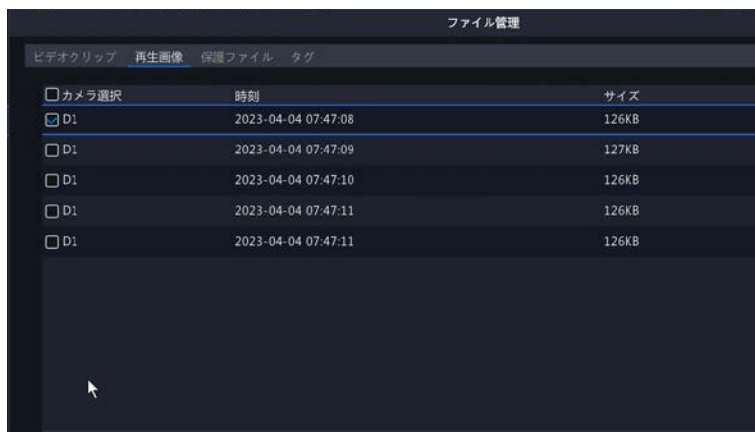 ファイル管理
ビデオクリップ 再生画像 保護ファイル タグ
カメラ選択 時刻 サイズ
D1 2023-04-04 07:47:08 126KB
D1 2023-04-04 07:47:09 127KB
D1 2023-04-04 07:47:10 126KB
D1 2023-04-04 07:47:11 126KB
D1 2023-04-04 07:47:11 126KB